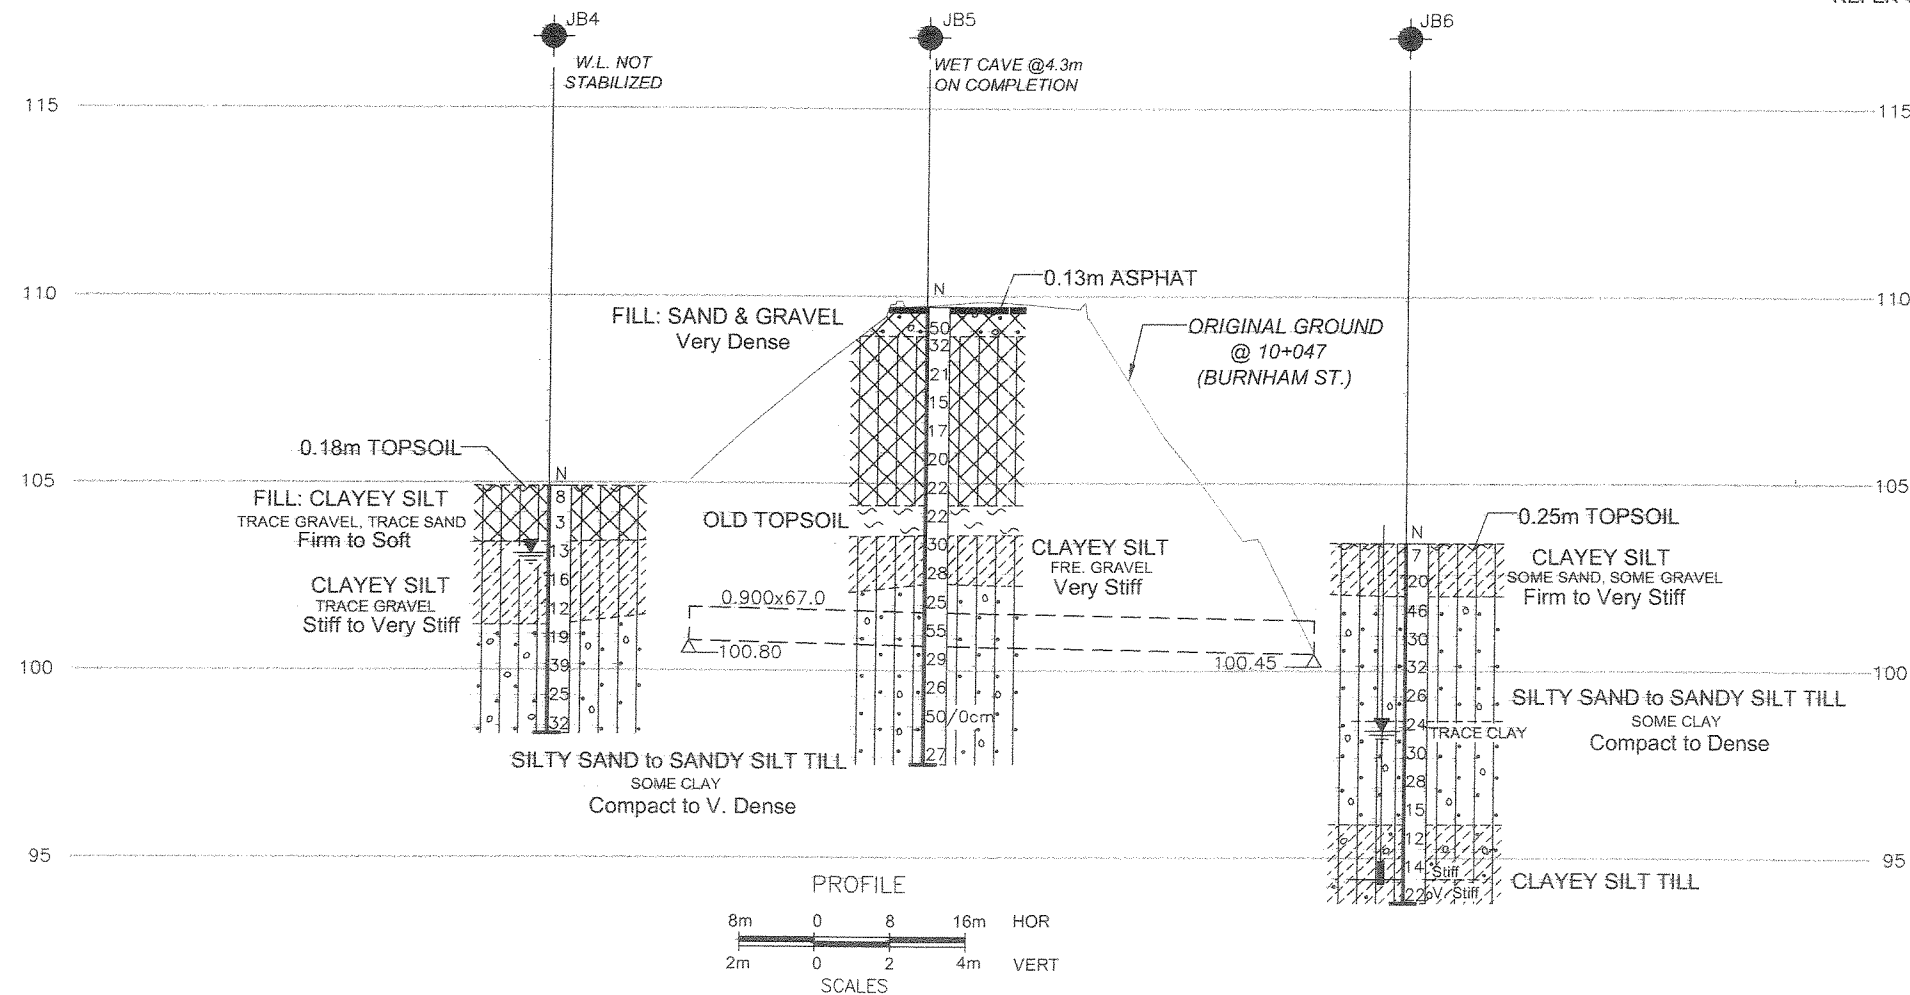 JB4
W.L. NOT
STABILIZED
JB5
WET CAVE @4.3m
ON COMPLETION
JB6
115
115
110
110
105
105
100
100
95
95
0.13m ASPHAT
FILL: SAND & GRAVEL
Very Dense
ORIGINAL GROUND
@ 10+047
(BURNHAM ST.)
0.18m TOPSOIL
FILL: CLAYEY SILT
TRACE GRAVEL, TRACE SAND
Firm to Soft
CLAYEY SILT
TRACE GRAVEL
Stiff to Very Stiff
N
8
3
13
16
12
19
39
25
32
SILTY SAND to SANDY SILT TILL
SOME CLAY
Compact to V. Dense
OLD TOPSOIL
N
50
32
21
15
17
20
22
22
30
28
25
55
29
26
50/0cm
27
CLAYEY SILT
FRE. GRAVEL
Very Stiff
0.900x67.0
100.80
100.45
0.25m TOPSOIL
CLAYEY SILT
SOME SAND, SOME GRAVEL
Firm to Very Stiff
N
7
20
46
30
32
26
24
30
28
15
12
14
22
TRACE CLAY
SILTY SAND to SANDY SILT TILL
SOME CLAY
Compact to Dense
Stiff
V. Stiff
CLAYEY SILT TILL
PROFILE
8m 0 8 16m HOR
2m 0 2 4m VERT
SCALES